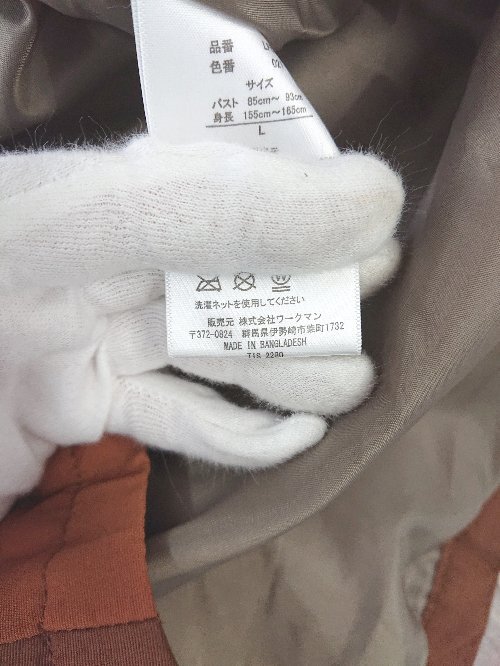 品番
色番 02
サイズ
バスト 85cm～ 93cm
身長 155cm～165cm
L
洗濯ネットを使用してください
販売元 株式会社ワークマン
〒372-0824 群馬県伊勢崎市柴町1732
MADE IN BANGLADESH
TIS 2280